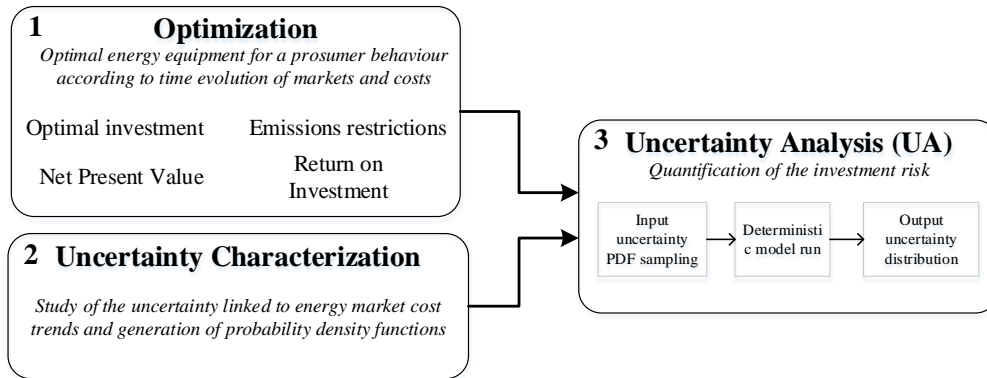 1 Optimization
Optimal energy equipment for a prosumer behaviour
according to time evolution of markets and costs
Optimal investment
Emissions restrictions
Net Present Value
Return on
Investment
2 Uncertainty Characterization
Study of the uncertainty linked to energy market cost
trends and generation of probability density functions
3 Uncertainty Analysis (UA)
Quantification of the investment risk
Input
uncertainty
PDF sampling
Deterministi
c model run
Output
uncertainty
distribution